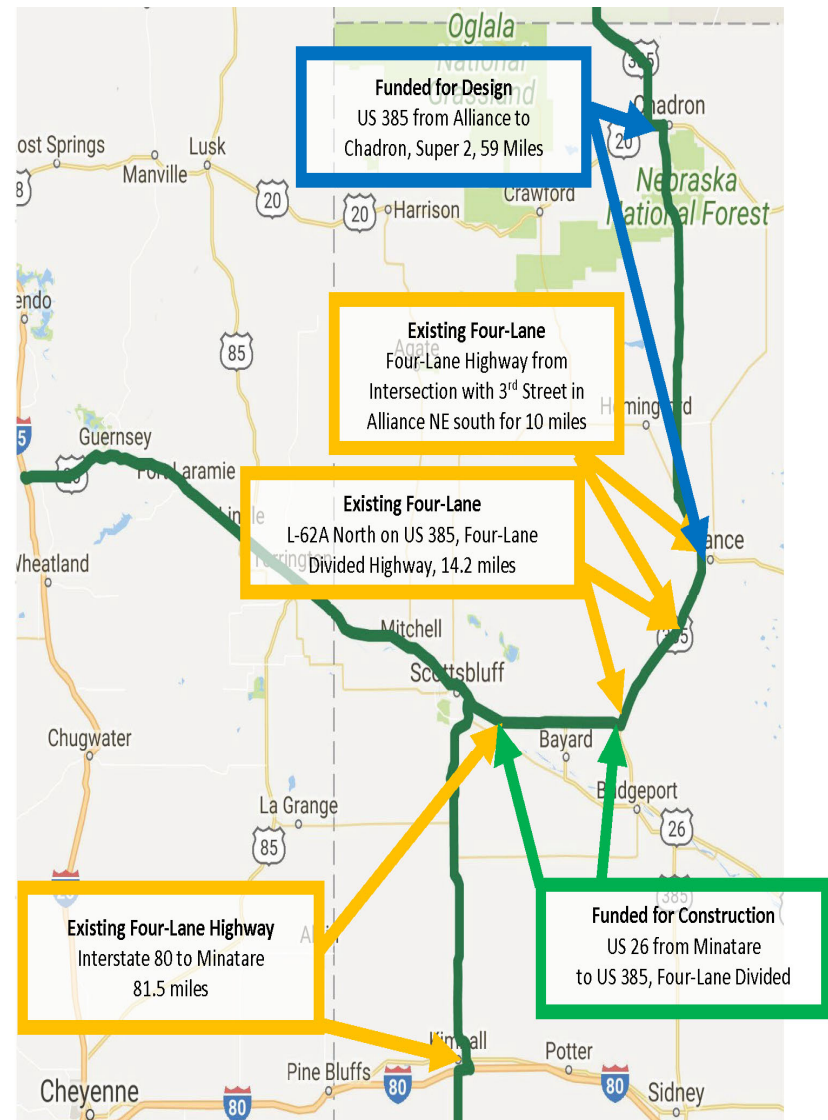 Oglala
National
Grassland
385
Funded for Design
US 385 from Alliance to
Chadron, Super 2, 59 Miles
Chadron
20
ost Springs
Manville
Lusk
20
20
Harrison
Crawford
Nebraska
National Forest
8
endo
85
Existing Four-Lane
Four-Lane Highway from
Intersection with 3rd Street in
Alliance NE south for 10 miles
Agate
Hemingford
5
Guernsey
Fort Laramie
Lingle
Torrington
Existing Four-Lane
L-62A North on US 385, Four-Lane
Divided Highway, 14.2 miles
ance
Wheatland
385
Mitchell
Scottsbluff
Chugwater
Bayard
Bridgeport
La Grange
85
26
385
Existing Four-Lane Highway
Interstate 80 to Minatare
81.5 miles
Funded for Construction
US 26 from Minatare
to US 385, Four-Lane Divided
Kimball
Pine Bluffs
Potter
80
80
80
Cheyenne
Sidney